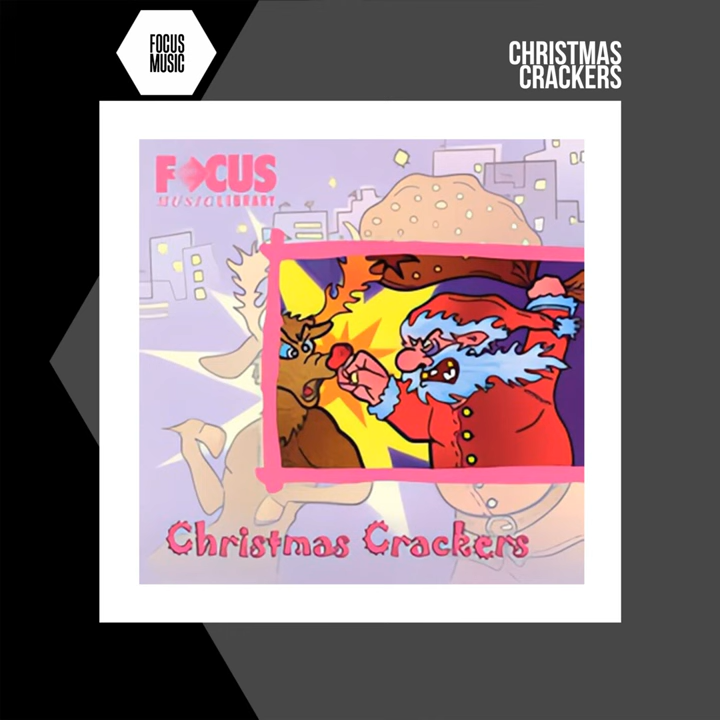 FOCUS
MUSIC
CHRISTMAS
CRACKERS
FOCUS
MUSIC LIBRARY
Christmas Crackers